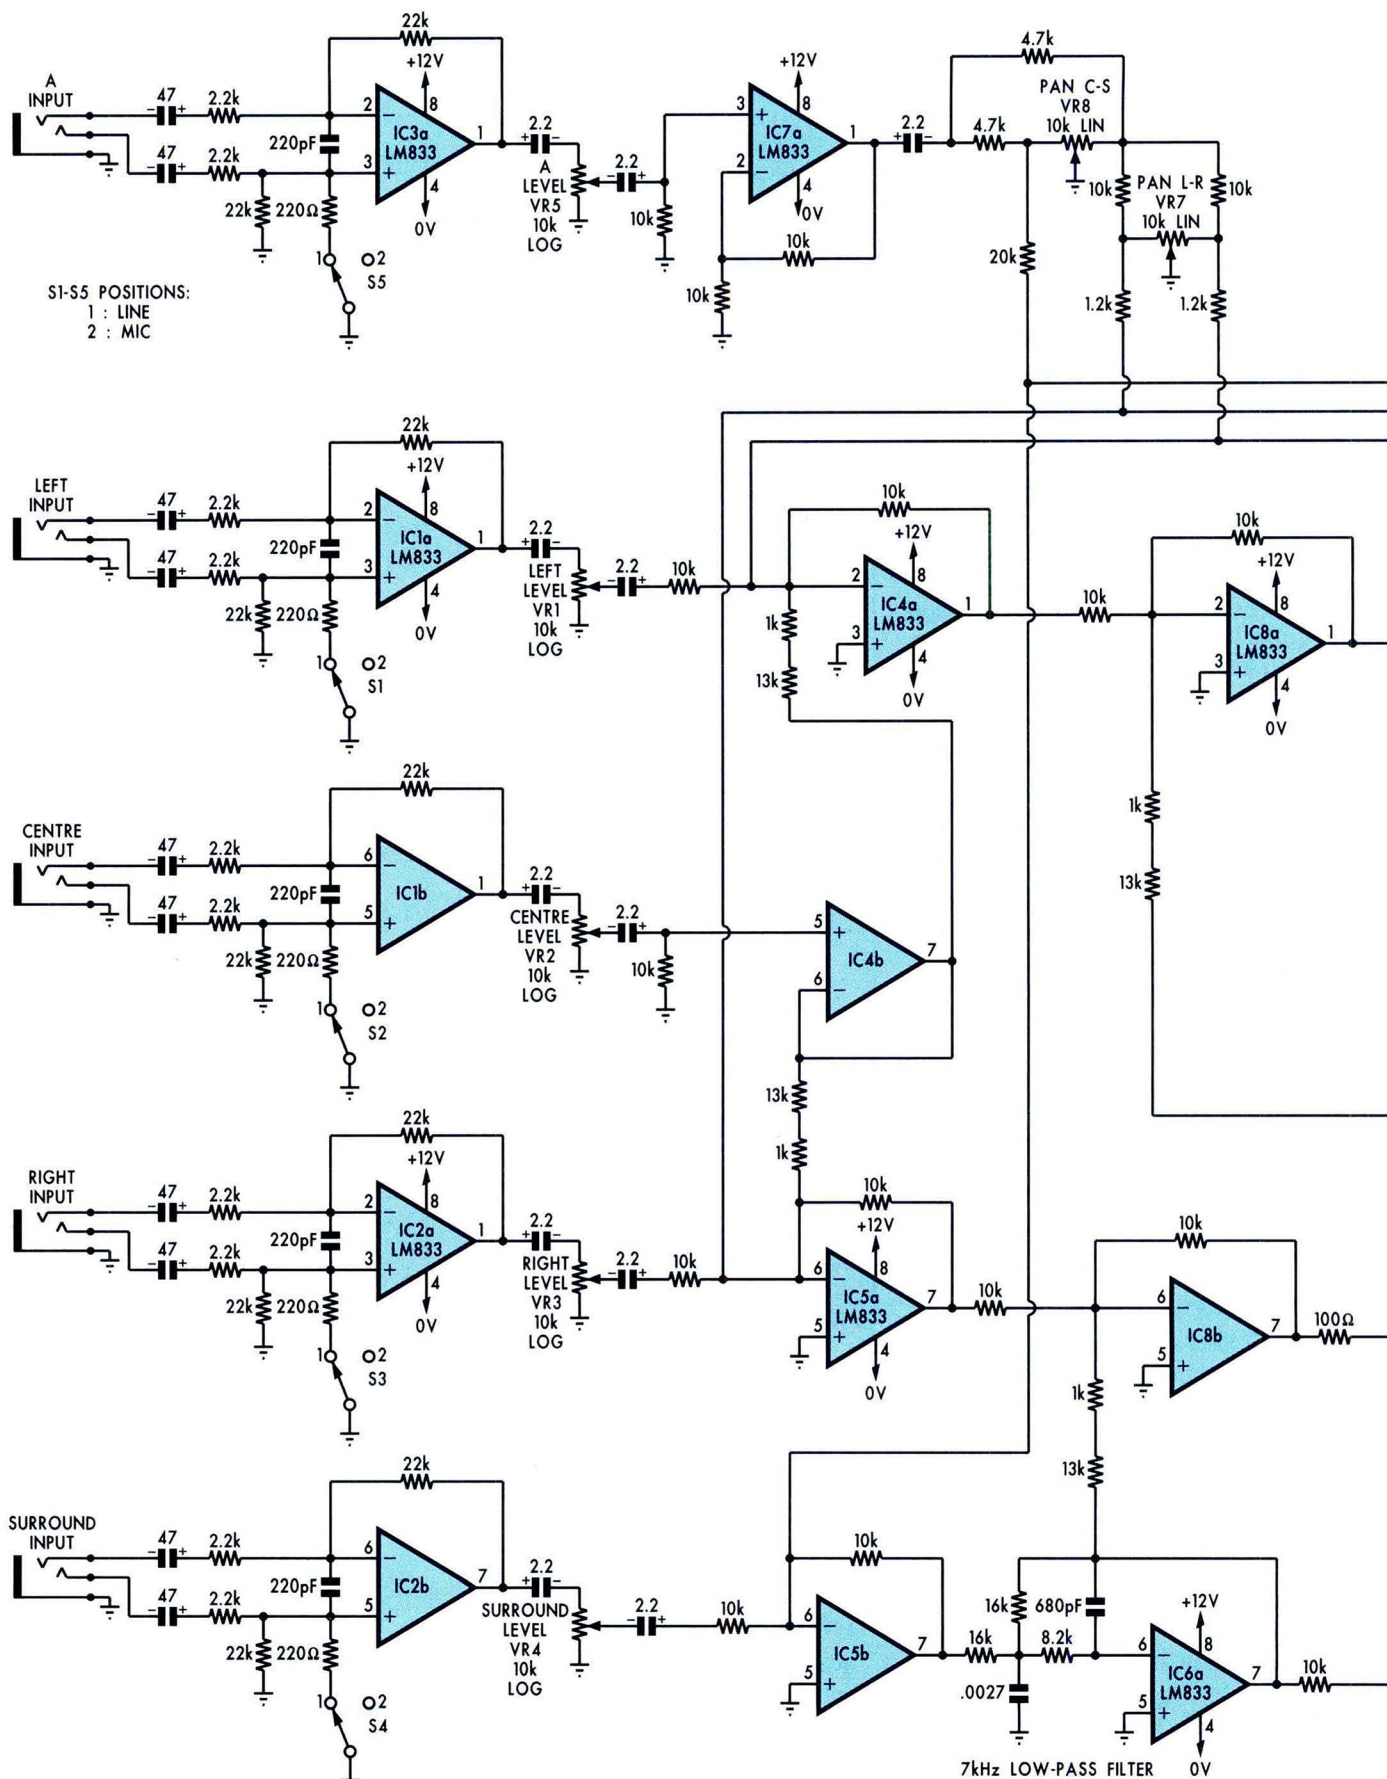 22k
+12V
A
INPUT
47
2.2k
- +
2
-
8
IC3a
LM833
1
220pF
47
2.2k
- +
3
+
4
0V
22k
220Ω
1
2
S5
S1-S5 POSITIONS:
1 : LINE
2 : MIC
2.2
+ -
A
LEVEL
VR5
10k
LOG
2.2
- +
10k
+12V
3
+
8
IC7a
LM833
1
2
-
4
0V
10k
10k
2.2
+ -
4.7k
4.7k
PAN C-S
VR8
10k LIN
10k
PAN L-R
VR7
10k LIN
10k
20k
1.2k
1.2k
22k
+12V
LEFT
INPUT
47
2.2k
- +
2
-
8
IC1a
LM833
1
220pF
47
2.2k
- +
3
+
4
0V
22k
220Ω
1
2
S1
2.2
+ -
LEFT
LEVEL
VR1
10k
LOG
2.2
- +
10k
10k
+12V
2
-
8
IC4a
LM833
1
3
+
4
0V
1k
13k
10k
10k
+12V
2
-
8
IC8a
LM833
1
3
+
4
0V
1k
13k
22k
CENTRE
INPUT
47
2.2k
- +
6
-
IC1b
1
220pF
47
2.2k
- +
5
+
22k
220Ω
1
2
S2
2.2
+ -
CENTRE
LEVEL
VR2
10k
LOG
2.2
- +
10k
5
+
IC4b
7
6
-
13k
1k
22k
+12V
RIGHT
INPUT
47
2.2k
- +
2
-
8
IC2a
LM833
1
220pF
47
2.2k
- +
3
+
4
0V
22k
220Ω
1
2
S3
2.2
+ -
RIGHT
LEVEL
VR3
10k
LOG
2.2
- +
10k
10k
+12V
6
-
8
IC5a
LM833
7
5
+
4
0V
10k
10k
6
-
IC8b
7
5
+
100Ω
1k
13k
22k
SURROUND
INPUT
47
2.2k
- +
6
-
IC2b
7
220pF
47
2.2k
- +
5
+
22k
220Ω
1
2
S4
2.2
+ -
SURROUND
LEVEL
VR4
10k
LOG
2.2
- +
10k
10k
6
-
IC5b
7
5
+
16k
16k
680pF
8.2k
.0027
+12V
6
-
8
IC6a
LM833
7
5
+
4
0V
10k
7kHz LOW-PASS FILTER